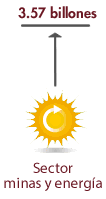 3.57 billones
Sector
minas y energía